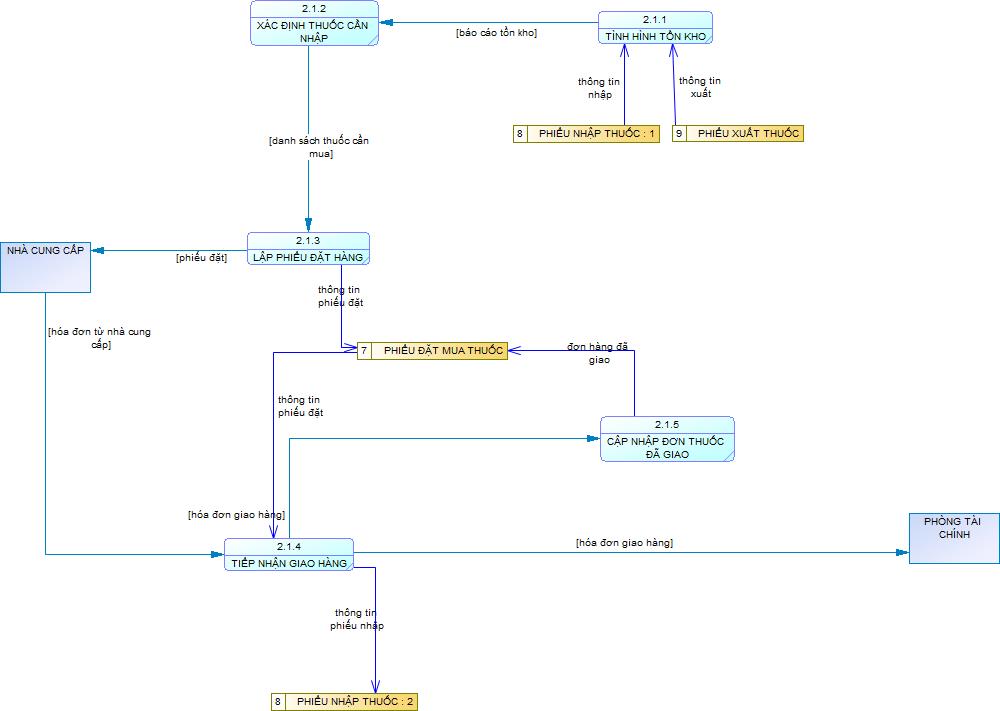 2.1.2
XÁC ĐỊNH THUỐC CẦN
NHẬP
[báo cáo tồn kho]
2.1.1
TÌNH HÌNH TỒN KHO
thông tin
nhập
thông tin
xuất
8 PHIẾU NHẬP THUỐC : 1
9 PHIẾU XUẤT THUỐC
[danh sách thuốc cần
mua]
2.1.3
LẬP PHIẾU ĐẶT HÀNG
NHÀ CUNG CẤP
[phiếu đặt]
thông tin
phiếu đặt
[hóa đơn từ nhà cung
cấp]
7 PHIẾU ĐẶT MUA THUỐC
đơn hàng đã
giao
thông tin
phiếu đặt
2.1.5
CẬP NHẬP ĐƠN THUỐC
ĐÃ GIAO
[hóa đơn giao hàng]
2.1.4
TIẾP NHẬN GIAO HÀNG
[hóa đơn giao hàng]
PHÒNG TÀI
CHÍNH
thông tin
phiếu nhập
8 PHIẾU NHẬP THUỐC : 2